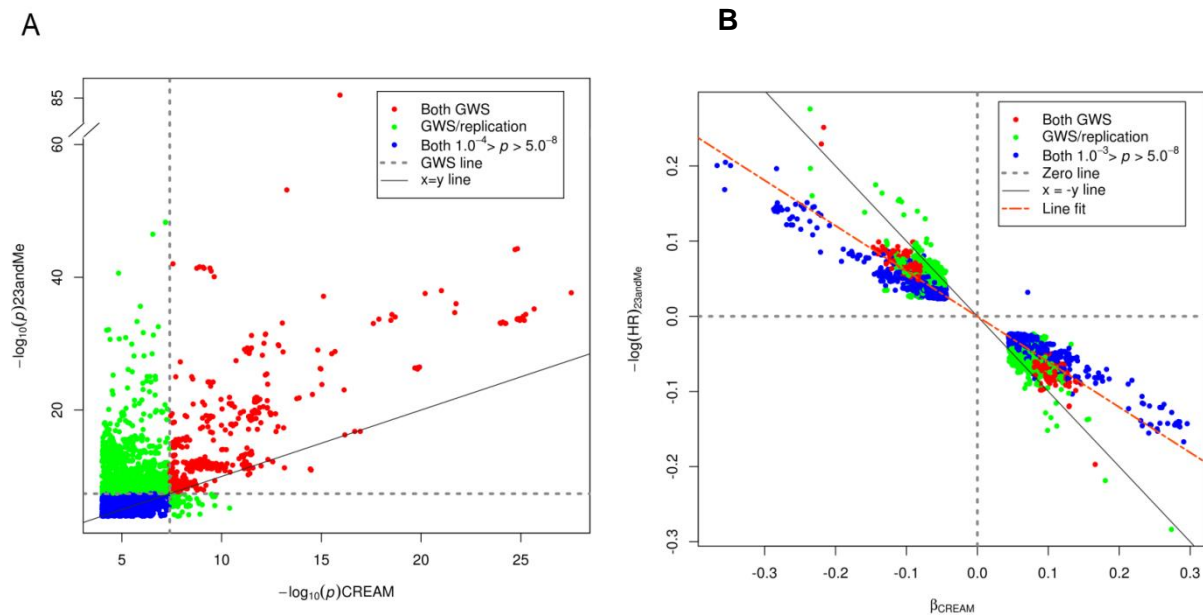 A
−log₁₀(p)23andMe
85
60
40
20
5
10
15
20
25
−log₁₀(p)CREAM
Both GWS
GWS/replication
Both 1.0⁻⁴> p > 5.0⁻⁸
GWS line
x=y line
B
−log(HR)₂₃ₐₙdMe
0.2
0.1
0.0
-0.1
-0.2
-0.3
-0.3
-0.2
-0.1
0.0
0.1
0.2
0.3
βCREAM
Both GWS
GWS/replication
Both 1.0⁻³> p > 5.0⁻⁸
Zero line
x = -y line
Line fit